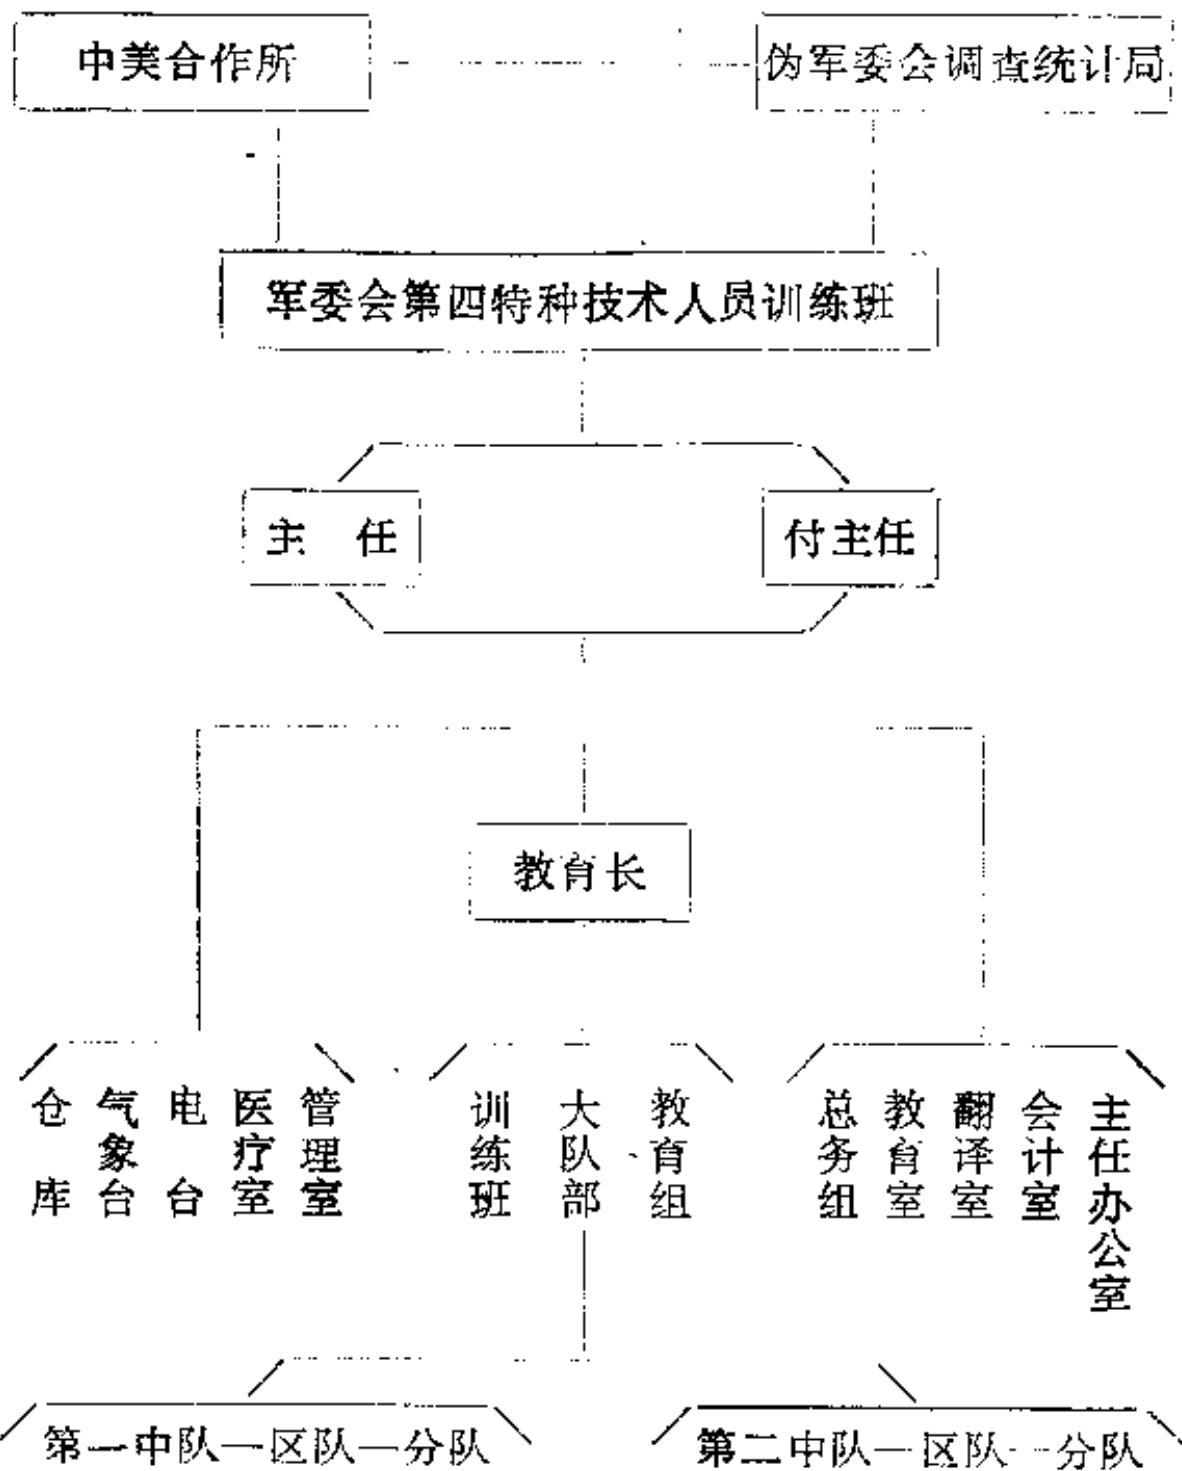 中美合作所
伪军委会调查统计局
军委会第四特种技术人员训练班
主 任
付主任
教育长
仓库
气象台
电台
医疗室
管理室
训练班
大队部
教育组
总务组
教育室
翻译室
会计室
主任办公室
第一中队—区队—分队
第二中队—区队—分队